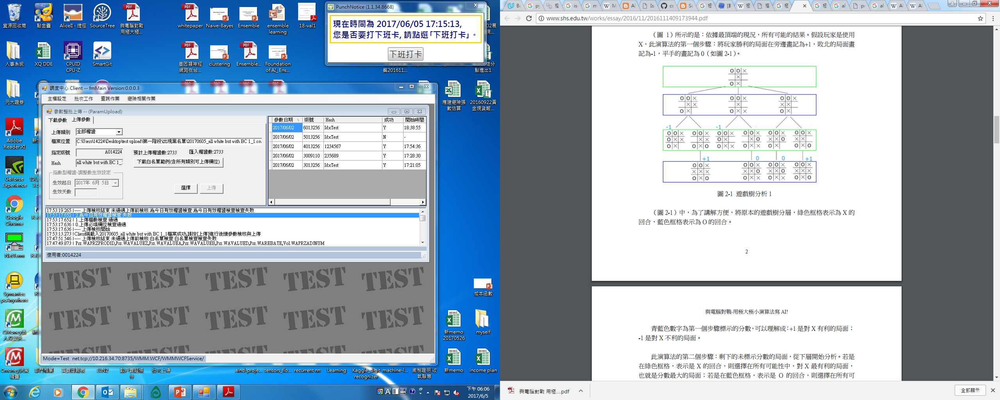 PunchNotice (1.1.34.8668)
現在時間為 2017/06/05 17:15:13,
您是否要打下班卡, 請點選「下班打卡」。
下班打卡
資源回收筒
點金靈
AliceII - 捷徑
SourceTree
與電腦對戰
用極大極...
whitepaper
Naive-Bayes
Ensemble
ensemble
learning
18-val1
人事系統
XQ DDE
CPUID
CPU-Z
SmartGit
基因類神經
網路在台...
clustering
Ensemble...
Foundation
of AI_ Ens...
案201611...
點進出1
元大證券
應建避險張
數估算
20160922黃
金現貨報...
Adobe
Reader XI
GeForce
Experience
Google
Chrome
NetTerm
Symantec
pcAnywhere
CMoney法
人投資決...
Cmoney決策
精靈
部門相關
買賣日報表
ELN2
散戶賣超條
件
批次上傳
aind-proje...
tensors_flo...
recurrent nn
Learning
Kaggle_digit
recognizer
machine-l...
繳稅證明 收
執聯等
新memo
income plan
成本函數
新memo
20170526
myself
調度中心 Client -- fmMain Version:0.0.0.3
主檔設定 批次工作 查詢作業 避險相關作業
參數整批上傳 -- (ParamUpload)
下載參數 上傳參數
上傳類別 全部權證
檔案位置 C:\Users\14224\Desktop\test upload\第一階段\出現黑名單\20170605_all white but with BC 1_1.csv
指定版號 A014224 預計上傳權證數:2733 匯入權證數:2733
Hash all white but with BC 1_1 下載白名單範例(含所有類別可上傳欄位)
指數型權證-調整數生效設定
生效起日 2017年 6月 5日
生效天數
選擇 上傳
參數日期 版號 Hash 成功 開始時間
2017/06/02 6013256 IdxTest Y 18:38:55
2017/06/02 5013256 IdxTest N -
2017/06/02 4013256 1234567 Y 17:54:36
2017/06/02 3009110 235689 Y 17:28:30
2017/06/02 3013256 IdxTest Y 17:21:05
17:53:19.265 | ---- 上傳檢核結束 未通過上傳前檢核:為今日有效權證檢查:為今日有效權證檢查檢查失敗
17:53:17.652 | 2.為今日有效權證檢查 失敗
17:53:17.652 | 1.上傳檔數檢查 通過
17:53:17.636 | 0.上傳必填欄位檢查通過
17:53:17.636 | ---- 上傳檢核開始
17:53:13.273 |Client端載入20170605_all white but with BC 1_1檔案成功,請按[上傳]進行後續參數檢核與上傳
17:47:51.546 | ---- 上傳檢核結束 未通過上傳前檢核:白名單檢查:白名單檢查檢查失敗
17:47:49.873 | Prz.WAPRZPRODID,Prz.WAVALUEZ,Prz.WAVALUEA,Prz.WAVALUEB,Prz.WAVALUED,Prz.WAREBATE,Vol.WAPRZADJNUM
使用者:0014224
TEST TEST TEST TEST TEST
TEST TEST TEST TEST TEST
TEST TEST TEST TEST TEST
Mode=Test net.tcp://10.216.34.70:8735/WMM.WCF/WMMWCFService/
下午 06:06
2017/6/5
www.shs.edu.tw/works/essay/2016/11/2016111409173944.pdf
(圖 1)所示的是：依據最頂端的現況，所有可能的結果。假設玩家是使用
X，此演算法的第一個步驟：將玩家勝利的局面在旁邊畫記為+1，敗北的局面畫
記為-1，平手的畫記為 0（如圖 2-1）。
-1 -1
+1 0 0 +1
圖 2-1 遊戲樹分析 1
（圖 2-1）中，為了講解方便，將原本的遊戲樹分層，綠色框格表示為 X 的
回合，藍色框格表示為 O 的回合。
2
與電腦對戰-用極大極小演算法寫 AI!
青藍色數字為第一個步驟標示的分數，可以理解成：+1 是對 X 有利的局面；
-1 是對 X 不利的局面。
此演算法的第二個步驟：剩下的未標示分數的局面，從下層開始分析。若是
在綠色框格，表示是 X 的回合，則選擇在所有可能性中，對 X 最有利的局面，
也就是分數最大的局面；若是在藍色框格，表示是 O 的回合，則選擇在所有可
與電腦對戰 用極....pdf
全部顯示